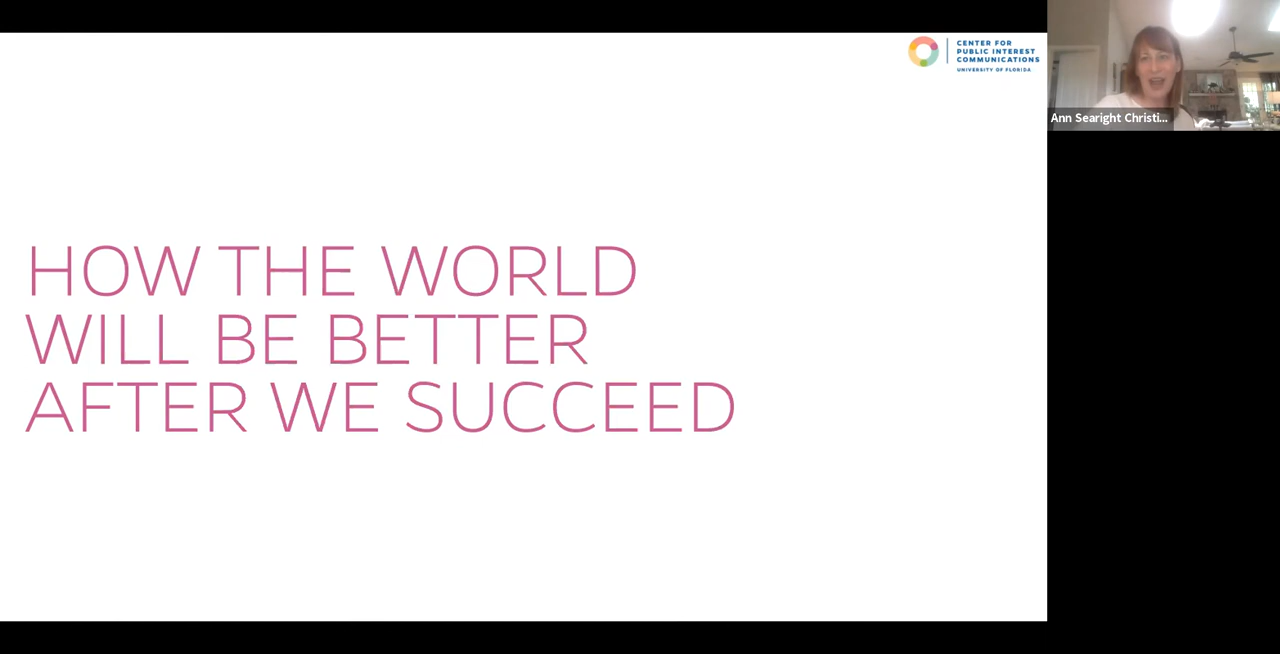 CENTER FOR
PUBLIC INTEREST
COMMUNICATIONS
UNIVERSITY OF FLORIDA
Ann Searight Christi...
HOW THE WORLD
WILL BE BETTER
AFTER WE SUCCEED